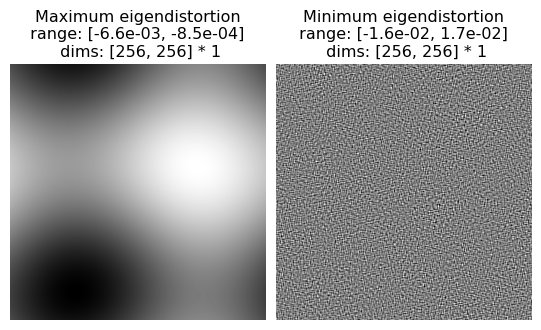 Maximum eigendistortion
range: [-6.6e-03, -8.5e-04]
dims: [256, 256] * 1
Minimum eigendistortion
range: [-1.6e-02, 1.7e-02]
dims: [256, 256] * 1